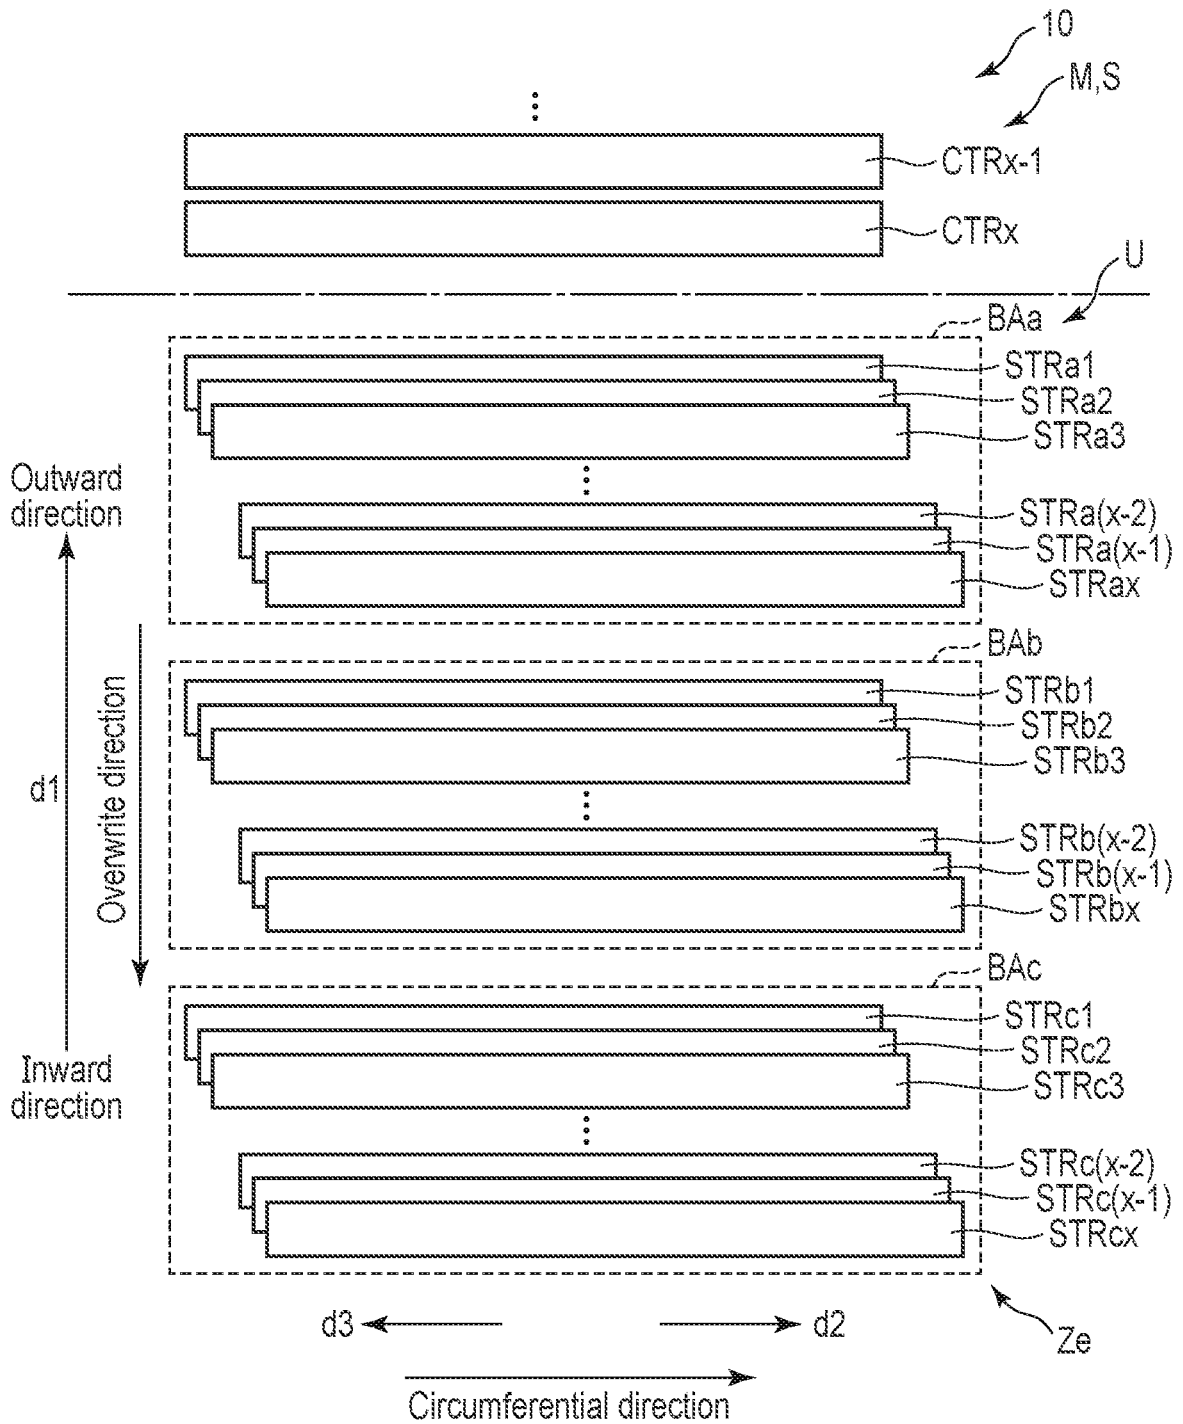 10
M,S
CTRx-1
CTRx
U
BAa
STRa1
STRa2
STRa3
Outward
direction
STRa(x-2)
STRa(x-1)
STRax
BAb
STRb1
STRb2
STRb3
d1
Overwrite direction
STRb(x-2)
STRb(x-1)
STRbx
BAc
STRc1
STRc2
STRc3
Inward
direction
STRc(x-2)
STRc(x-1)
STRcx
d3
d2
Ze
Circumferential direction